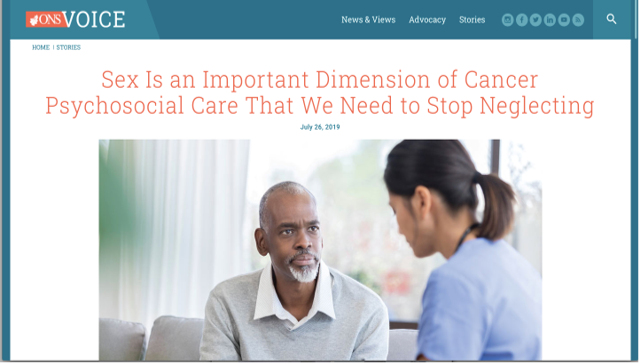 ONS VOICE
News & Views Advocacy Stories
HOME | STORIES
Sex Is an Important Dimension of Cancer
Psychosocial Care That We Need to Stop Neglecting
July 26, 2019